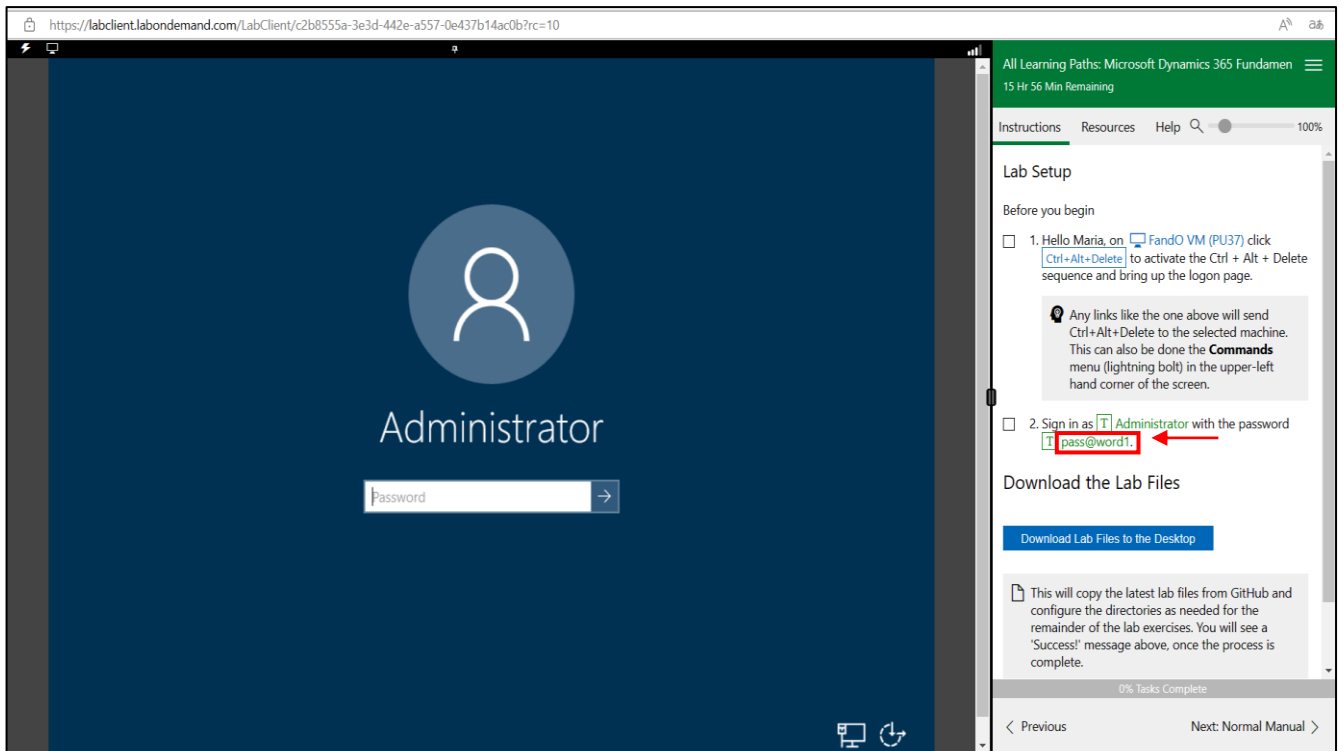 https://labclient.labondemand.com/LabClient/c2b8555a-3e3d-442e-a557-0e437b14ac0b?rc=10
Administrator
Password
All Learning Paths: Microsoft Dynamics 365 Fundamen
15 Hr 56 Min Remaining
Instructions Resources Help 100%
Lab Setup
Before you begin
1. Hello Maria, on FandO VM (PU37) click
Ctrl+Alt+Delete to activate the Ctrl + Alt + Delete
sequence and bring up the logon page.
Any links like the one above will send
Ctrl+Alt+Delete to the selected machine.
This can also be done the Commands
menu (lightning bolt) in the upper-left
hand corner of the screen.
2. Sign in as T Administrator with the password
T pass@word1.
Download the Lab Files
Download Lab Files to the Desktop
This will copy the latest lab files from GitHub and
configure the directories as needed for the
remainder of the lab exercises. You will see a
'Success!' message above, once the process is
complete.
0% Tasks Complete
< Previous Next: Normal Manual >